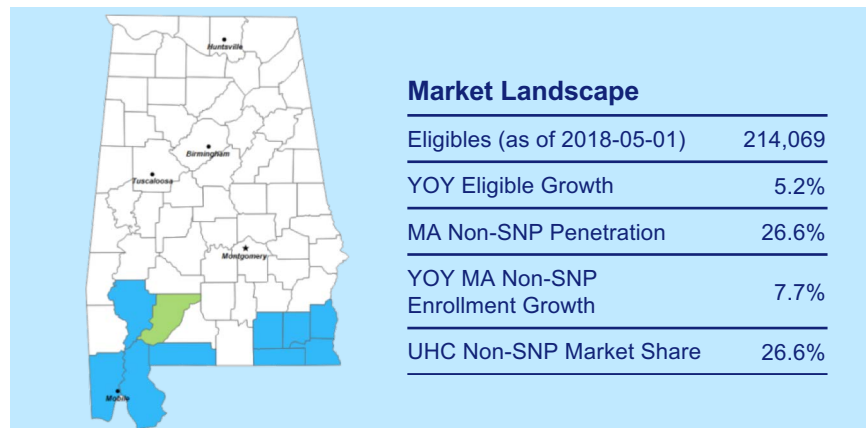 Huntsville
Birmingham
Tuscaloosa
Montgomery
Mobile
Market Landscape
Eligibles (as of 2018-05-01) 214,069
YOY Eligible Growth 5.2%
MA Non-SNP Penetration 26.6%
YOY MA Non-SNP
Enrollment Growth 7.7%
UHC Non-SNP Market Share 26.6%